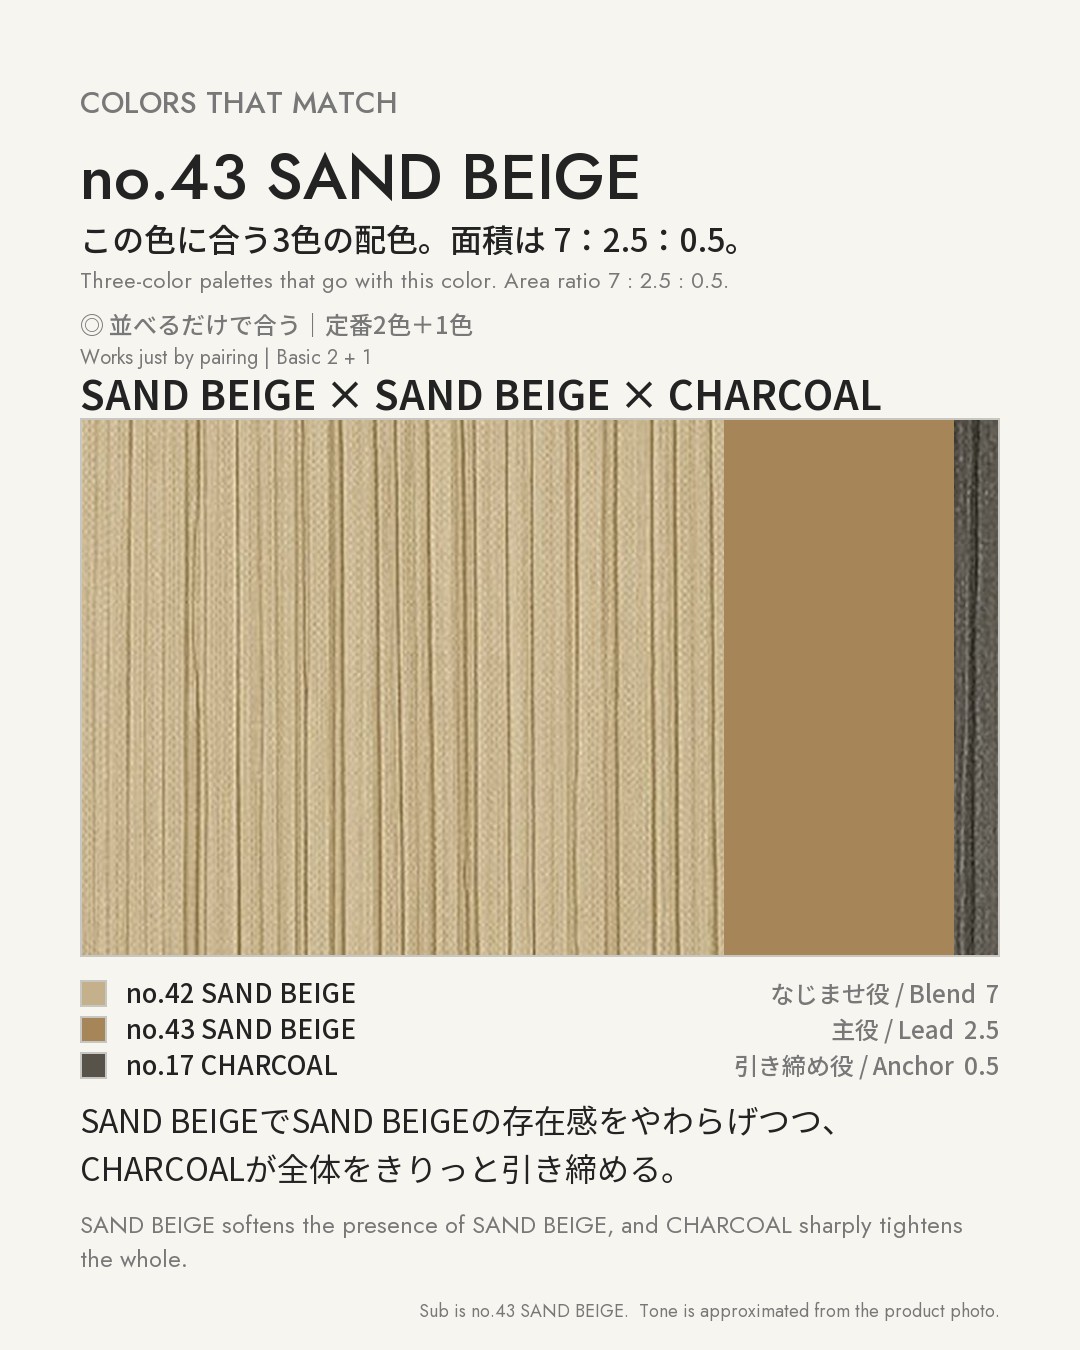 COLORS THAT MATCH
no.43 SAND BEIGE
この色に合う3色の配色。面積は 7：2.5：0.5。
Three-color palettes that go with this color. Area ratio 7 : 2.5 : 0.5.
◎ 並べるだけで合う｜定番2色＋1色
Works just by pairing | Basic 2 + 1
SAND BEIGE × SAND BEIGE × CHARCOAL
no.42 SAND BEIGE なじませ役 / Blend 7
no.43 SAND BEIGE 主役 / Lead 2.5
no.17 CHARCOAL 引き締め役 / Anchor 0.5
SAND BEIGEでSAND BEIGEの存在感をやわらげつつ、
CHARCOALが全体をきりっと引き締める。
SAND BEIGE softens the presence of SAND BEIGE, and CHARCOAL sharply tightens
the whole.
Sub is no.43 SAND BEIGE. Tone is approximated from the product photo.